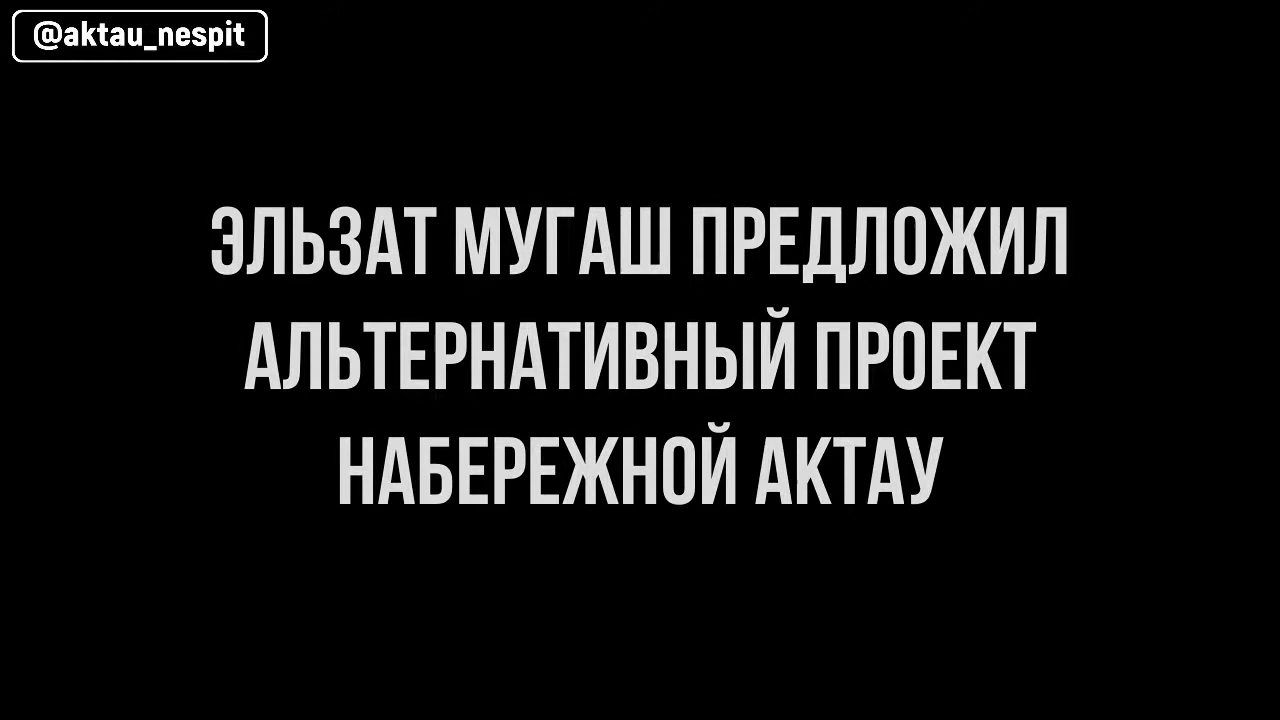 @aktau_nespit
ЭЛЬЗАТ МУГАШ ПРЕДЛОЖИЛ
АЛЬТЕРНАТИВНЫЙ ПРОЕКТ
НАБЕРЕЖНОЙ АКТАУ